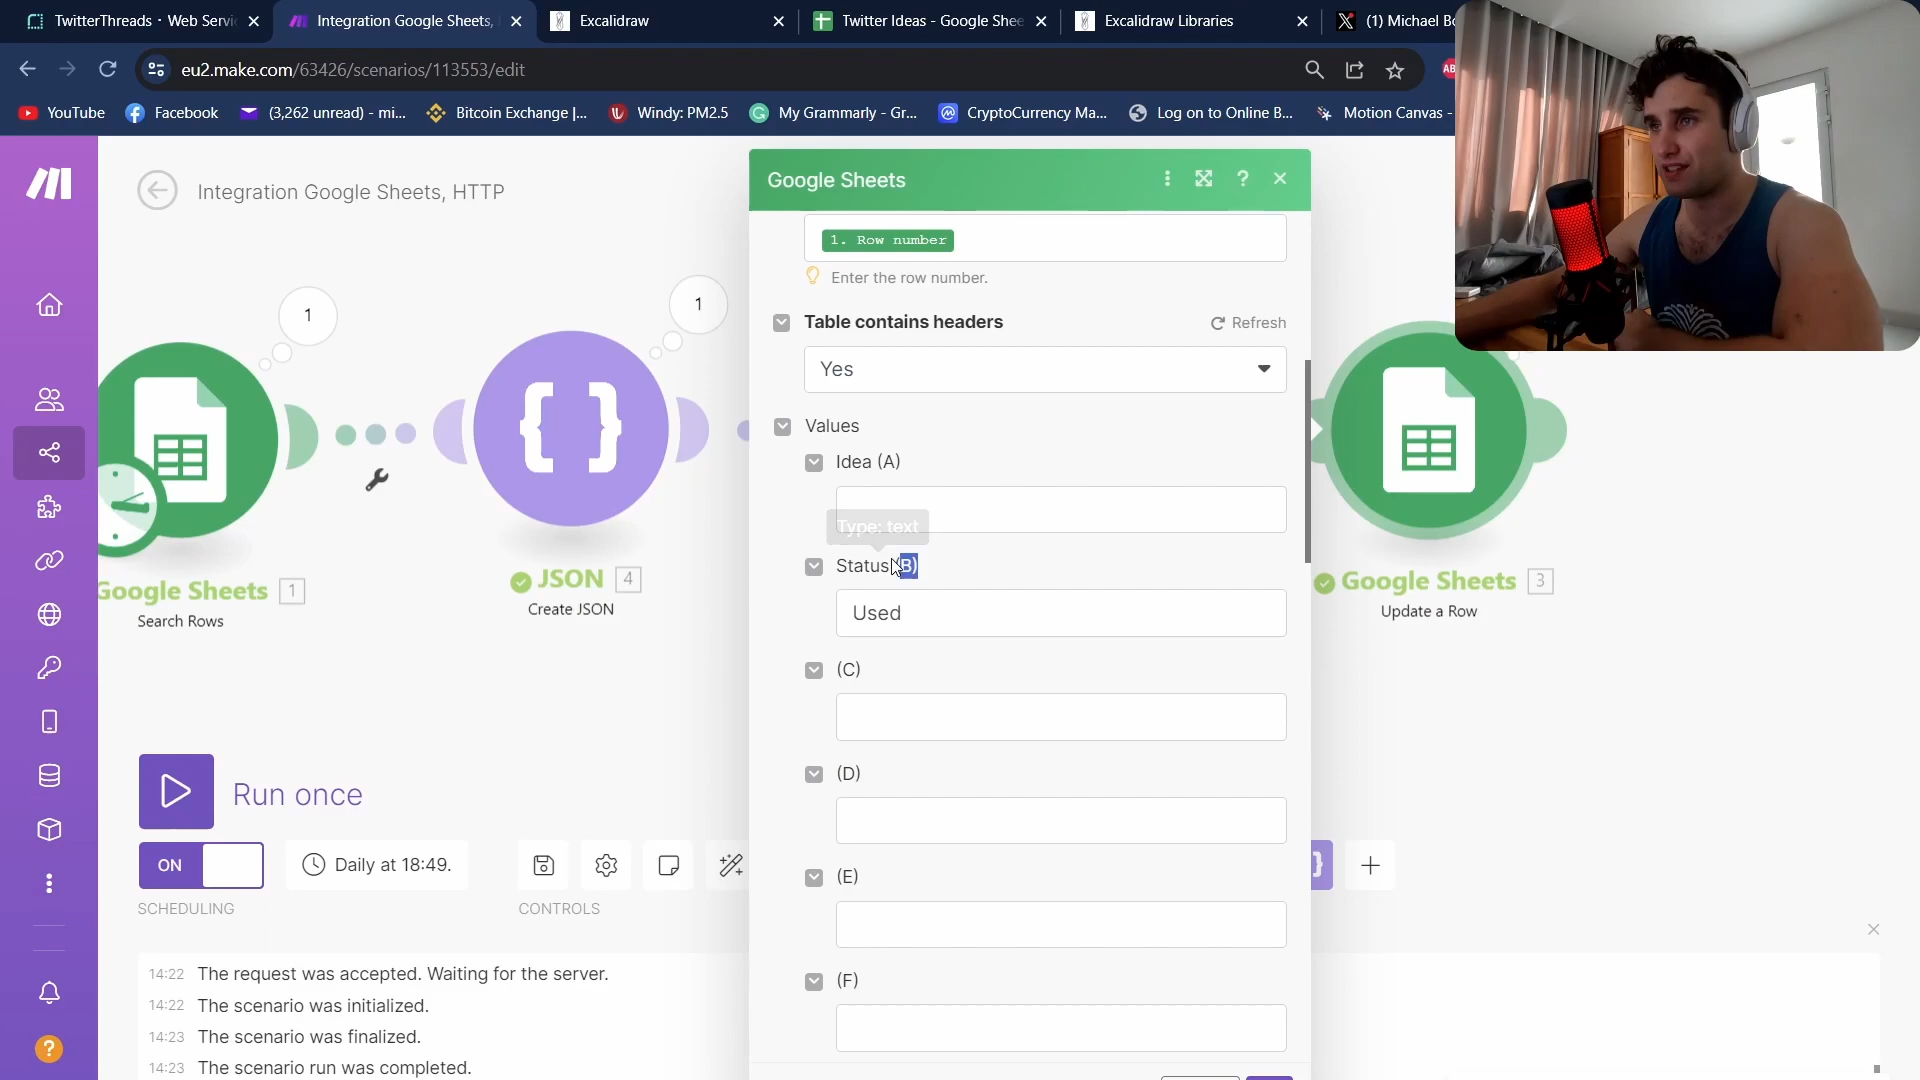 TwitterThreads · Web Servi
Integration Google Sheets,
Excalidraw
Twitter Ideas - Google Shee
Excalidraw Libraries
(1) Michael Bo
eu2.make.com/63426/scenarios/113553/edit
AB
YouTube
Facebook
(3,262 unread) - mi...
Bitcoin Exchange |...
Windy: PM2.5
My Grammarly - Gr...
CryptoCurrency Ma...
Log on to Online B...
Motion Canvas -
Integration Google Sheets, HTTP
Google Sheets
1. Row number
Enter the row number.
Table contains headers
Refresh
Yes
Values
Idea (A)
Type: text
Status (B)
Used
(C)
(D)
(E)
(F)
1
1
Google Sheets 1
Search Rows
JSON 4
Create JSON
Google Sheets 3
Update a Row
Run once
ON
Daily at 18:49.
SCHEDULING
CONTROLS
14:22 The request was accepted. Waiting for the server.
14:22 The scenario was initialized.
14:23 The scenario was finalized.
14:23 The scenario run was completed.